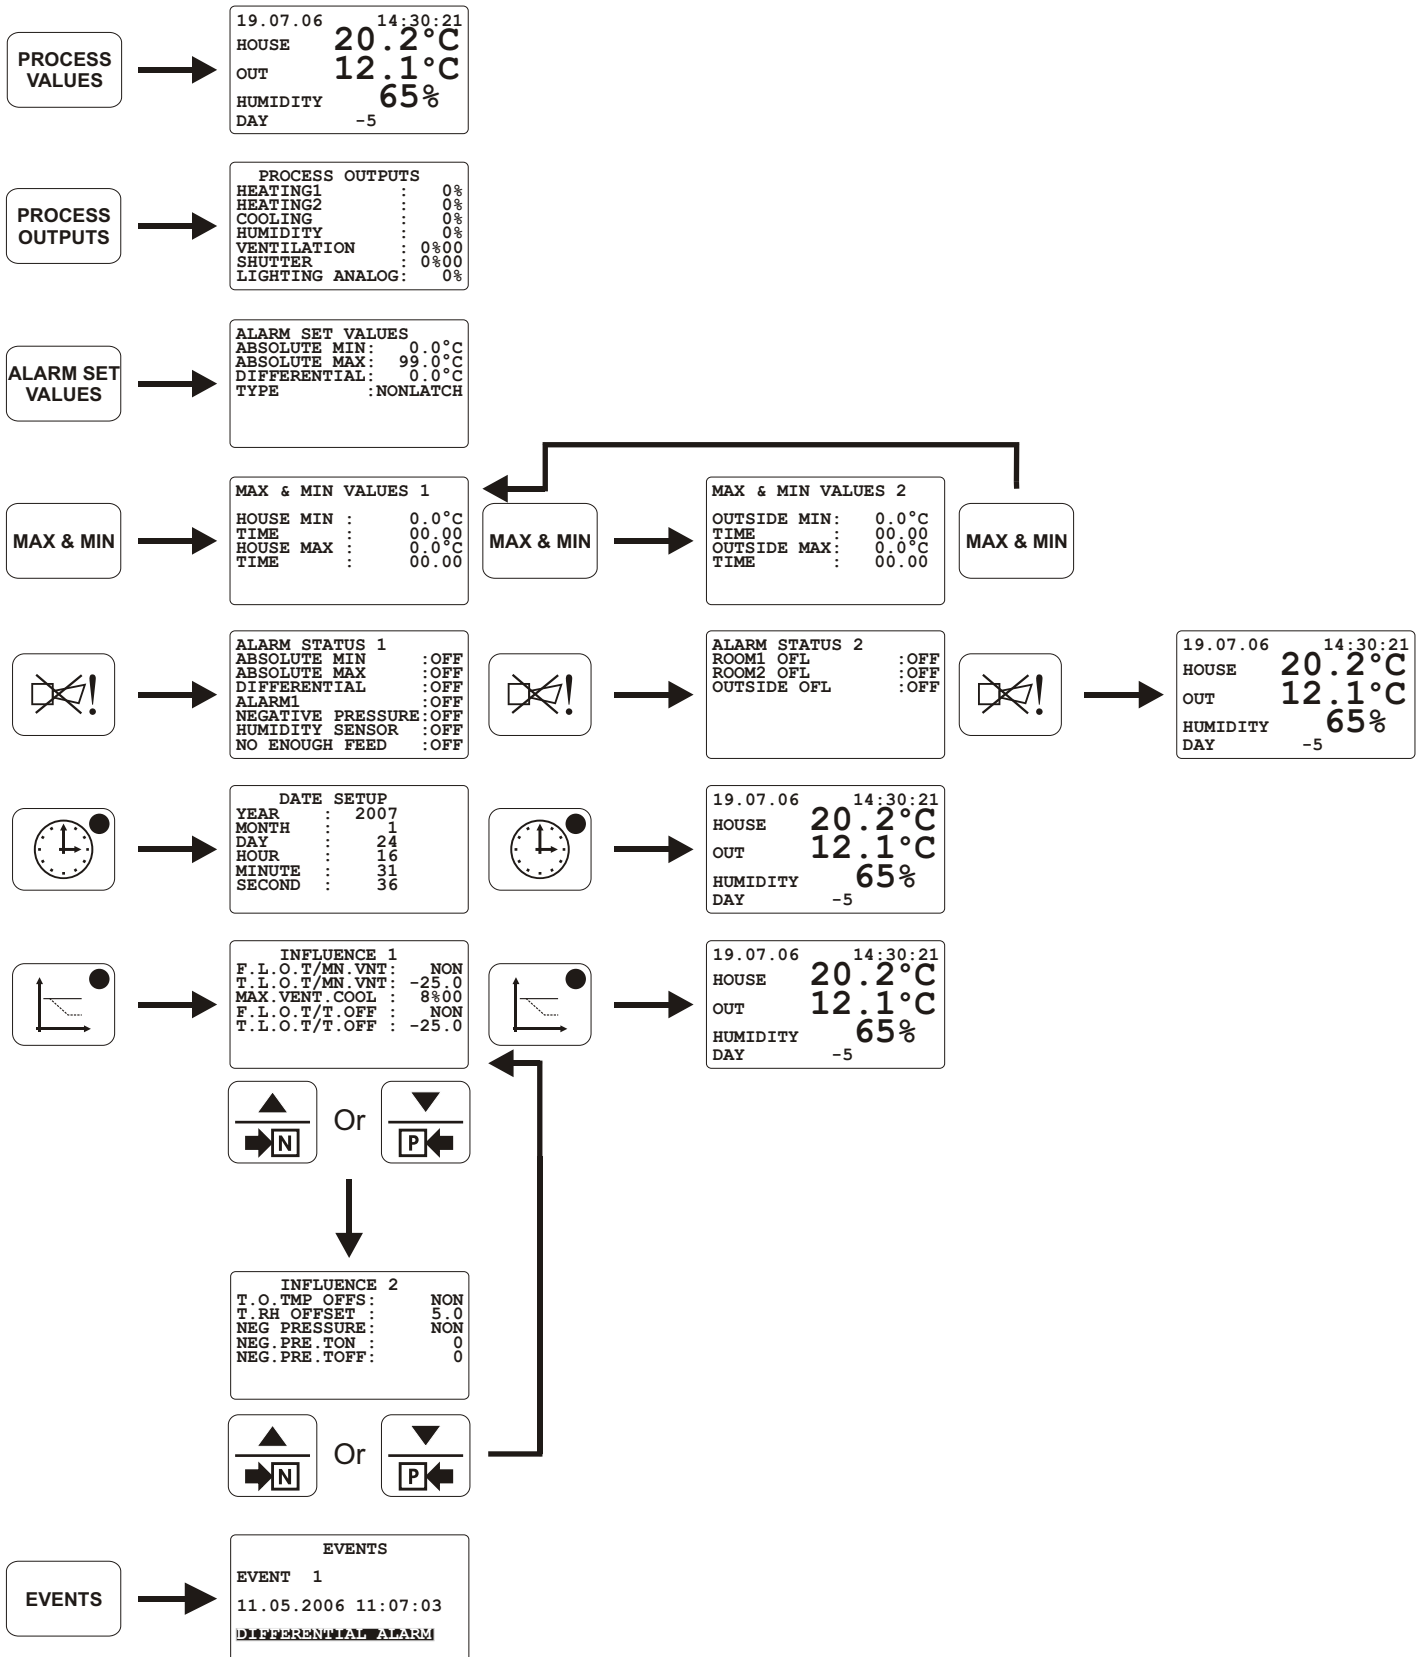 PROCESS
VALUES
19.07.06 14:30:21
HOUSE 20.2°C
OUT 12.1°C
HUMIDITY 65%
DAY -5
PROCESS
OUTPUTS
PROCESS OUTPUTS
HEATING1 : 0%
HEATING2 : 0%
COOLING : 0%
HUMIDITY : 0%
VENTILATION : 0%00
SHUTTER : 0%00
LIGHTING ANALOG: 0%
ALARM SET
VALUES
ALARM SET VALUES
ABSOLUTE MIN: 0.0°C
ABSOLUTE MAX: 99.0°C
DIFFERENTIAL: 0.0°C
TYPE :NONLATCH
MAX & MIN
MAX & MIN VALUES 1
HOUSE MIN : 0.0°C
TIME : 00.00
HOUSE MAX : 0.0°C
TIME : 00.00
MAX & MIN
MAX & MIN VALUES 2
OUTSIDE MIN: 0.0°C
TIME : 00.00
OUTSIDE MAX: 0.0°C
TIME : 00.00
MAX & MIN
!
ALARM STATUS 1
ABSOLUTE MIN :OFF
ABSOLUTE MAX :OFF
DIFFERENTIAL :OFF
ALARM1 :OFF
NEGATIVE PRESSURE:OFF
HUMIDITY SENSOR :OFF
NO ENOUGH FEED :OFF
!
ALARM STATUS 2
ROOM1 OFL :OFF
ROOM2 OFL :OFF
OUTSIDE OFL :OFF
!
19.07.06 14:30:21
HOUSE 20.2°C
OUT 12.1°C
HUMIDITY 65%
DAY -5
DATE SETUP
YEAR : 2007
MONTH : 1
DAY : 24
HOUR : 16
MINUTE : 31
SECOND : 36
19.07.06 14:30:21
HOUSE 20.2°C
OUT 12.1°C
HUMIDITY 65%
DAY -5
INFLUENCE 1
F.L.O.T/MN.VNT: NON
T.L.O.T/MN.VNT: -25.0
MAX.VENT.COOL : 8%00
F.L.O.T/T.OFF : NON
T.L.O.T/T.OFF : -25.0
19.07.06 14:30:21
HOUSE 20.2°C
OUT 12.1°C
HUMIDITY 65%
DAY -5
N Or P
INFLUENCE 2
T.O.TMP OFFS: NON
T.RH OFFSET : 5.0
NEG PRESSURE: NON
NEG.PRE.TON : 0
NEG.PRE.TOFF: 0
N Or P
EVENTS
EVENTS
EVENT 1
11.05.2006 11:07:03
DIFFERENTIAL ALARM